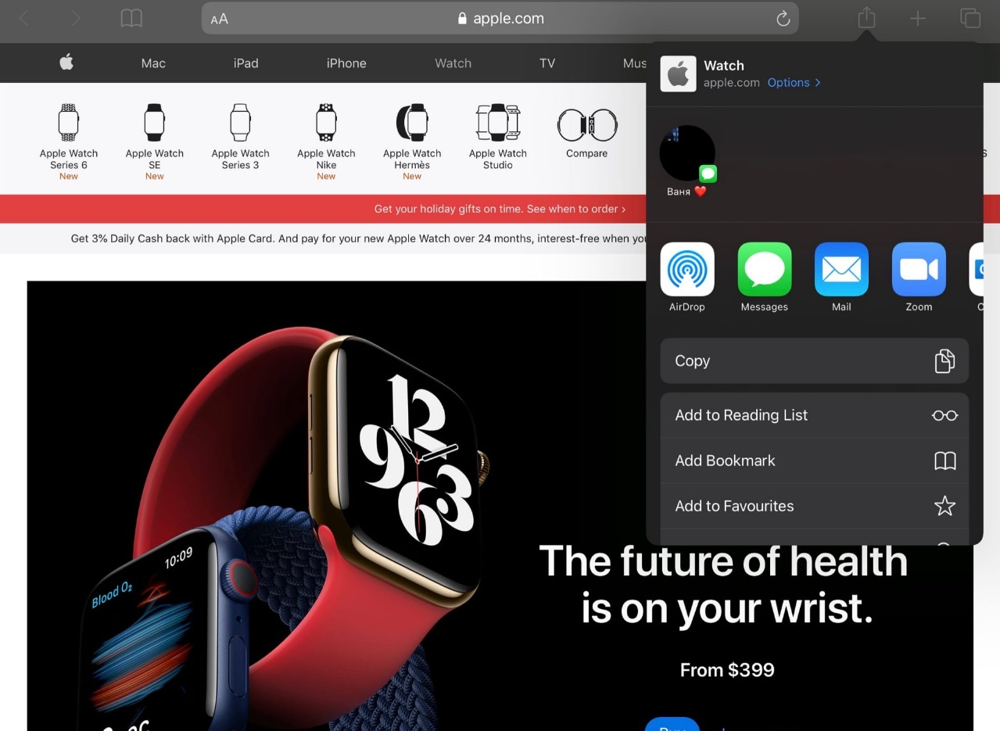 AA
apple.com
Mac
iPad
iPhone
Watch
TV
Mus
Apple Watch
Series 6
New
Apple Watch
SE
New
Apple Watch
Series 3
Apple Watch
Nike
New
Apple Watch
Hermès
New
Apple Watch
Studio
Compare
Get your holiday gifts on time. See when to order ›
Get 3% Daily Cash back with Apple Card. And pay for your new Apple Watch over 24 months, interest-free when you
Watch
apple.com Options >
Ваня ❤️
AirDrop
Messages
Mail
Zoom
Copy
Add to Reading List
Add Bookmark
Add to Favourites
12
9
3
6
10:09
Blood O₂
The future of health
is on your wrist.
From $399
Buy